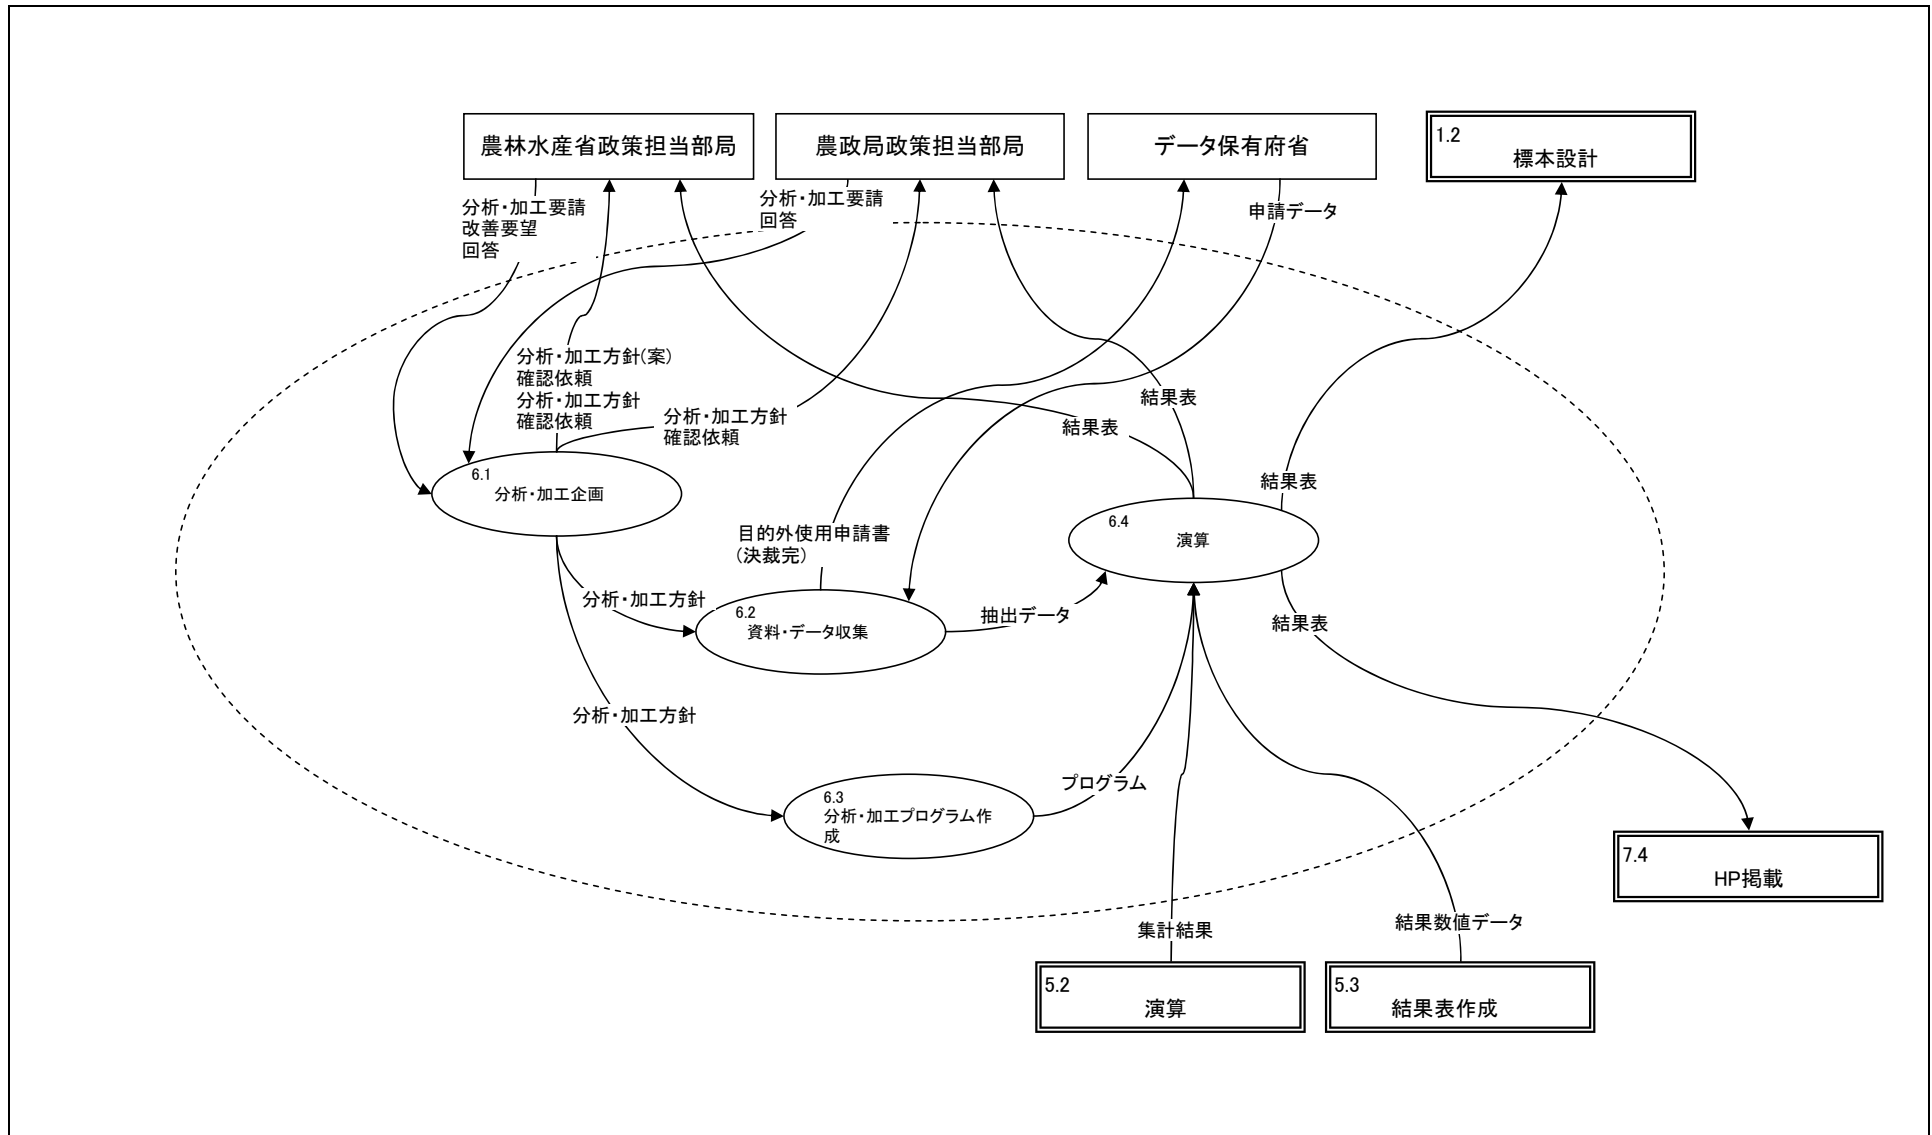 農林水産省政策担当部局
農政局政策担当部局
データ保有府省
1.2
標本設計
分析・加工要請
改善要望
回答
分析・加工要請
回答
申請データ
分析・加工方針(案)
確認依頼
分析・加工方針
確認依頼
分析・加工方針
確認依頼
結果表
結果表
結果表
6.1
分析・加工企画
目的外使用申請書
(決裁完)
6.4
演算
分析・加工方針
6.2
資料・データ収集
抽出データ
結果表
分析・加工方針
プログラム
6.3
分析・加工プログラム作
成
7.4
HP掲載
集計結果
結果数値データ
5.2
演算
5.3
結果表作成